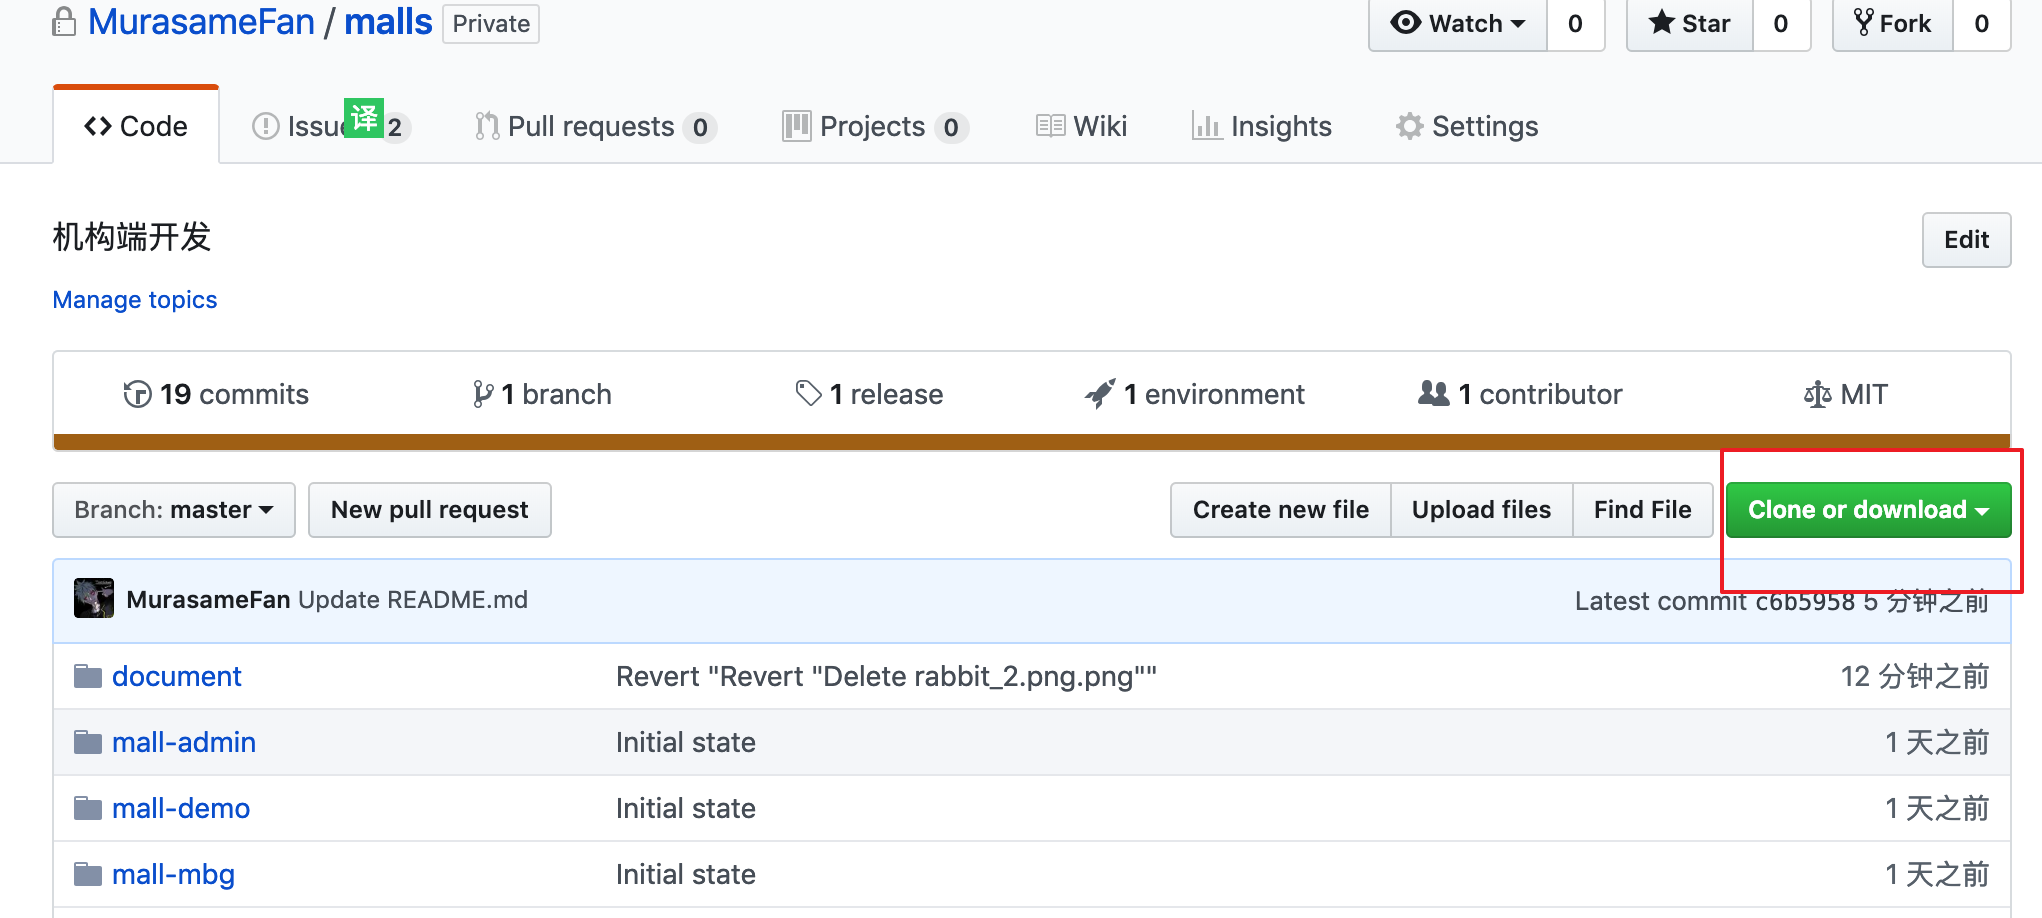 MurasameFan / malls Private Watch 0 Star 0 Fork 0
Code Issue 译 2 Pull requests 0 Projects 0 Wiki Insights Settings
机构端开发 Edit
Manage topics
19 commits 1 branch 1 release 1 environment 1 contributor MIT
Branch: master New pull request Create new file Upload files Find File Clone or download
MurasameFan Update README.md Latest commit c6b5958 5 分钟之前
document Revert "Revert "Delete rabbit_2.png.png"" 12 分钟之前
mall-admin Initial state 1 天之前
mall-demo Initial state 1 天之前
mall-mbg Initial state 1 天之前